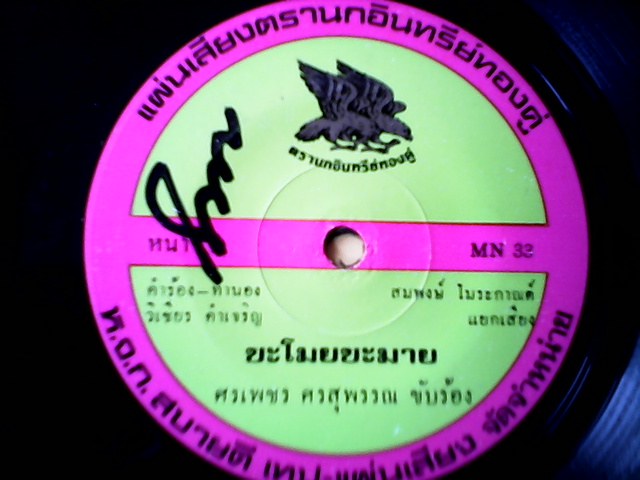 แผ่นเสียงตรานกอินทรีย์ทองคู่
ตรานกอินทรีย์ทองคู่
หน้า
MN 32
คำร้อง-ทำนอง
วิเชียร คำเจริญ
สมพงษ์ โมระกาณต์
แยกเสียง
ขะโมยขะมาย
ศรเพชร ศรสุพรรณ ขับร้อง
ห.จ.ก. สบายดี เทป-แผ่นเสียง จัดจำหน่าย